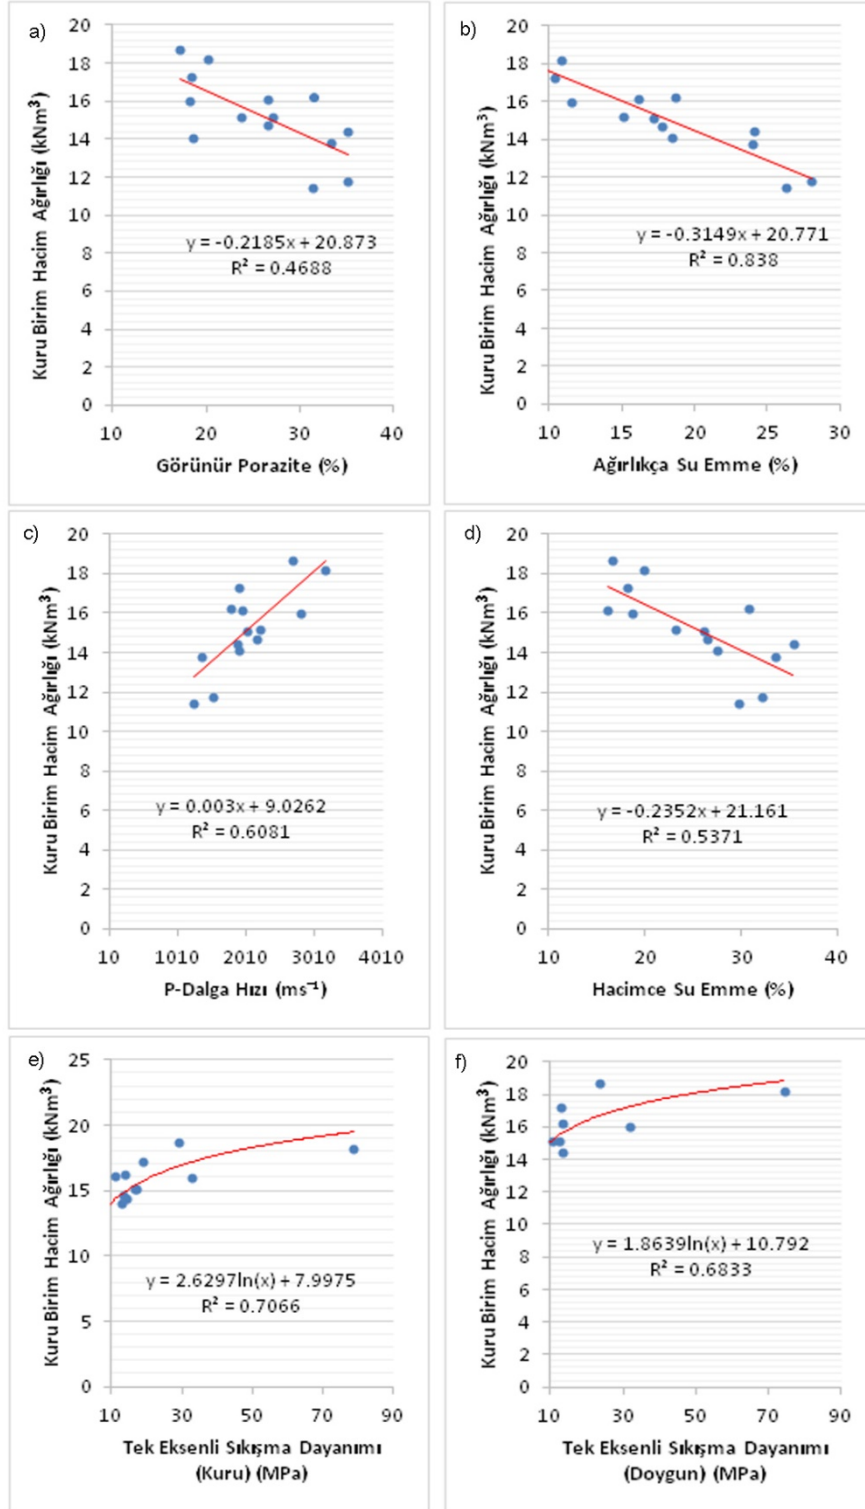 a)
Kuru Birim Hacim Ağırlığı (kNm³)
20
18
16
14
12
10
8
6
4
2
0
y = -0.2185x + 20.873
R² = 0.4688
10 20 30 40
Görünür Porazite (%)
b)
Kuru Birim Hacim Ağırlığı (kNm³)
20
18
16
14
12
10
8
6
4
2
0
y = -0.3149x + 20.771
R² = 0.838
10 15 20 25 30
Ağırlıkça Su Emme (%)
c)
Kuru Birim Hacim Ağırlığı (kNm³)
20
18
16
14
12
10
8
6
4
2
0
y = 0.003x + 9.0262
R² = 0.6081
10 1010 2010 3010 4010
P-Dalga Hızı (ms⁻¹)
d)
Kuru Birim Hacim Ağırlığı (kNm³)
20
18
16
14
12
10
8
6
4
2
0
y = -0.2352x + 21.161
R² = 0.5371
10 20 30 40
Hacimce Su Emme (%)
e)
Kuru Birim Hacim Ağırlığı (kNm³)
25
20
15
10
5
0
y = 2.6297ln(x) + 7.9975
R² = 0.7066
10 30 50 70 90
Tek Eksenli Sıkışma Dayanımı
(Kuru) (MPa)
f)
Kuru Birim Hacim Ağırlığı (kNm³)
20
18
16
14
12
10
8
6
4
2
0
y = 1.8639ln(x) + 10.792
R² = 0.6833
10 30 50 70 90
Tek Eksenli Sıkışma Dayanımı
(Doygun) (MPa)